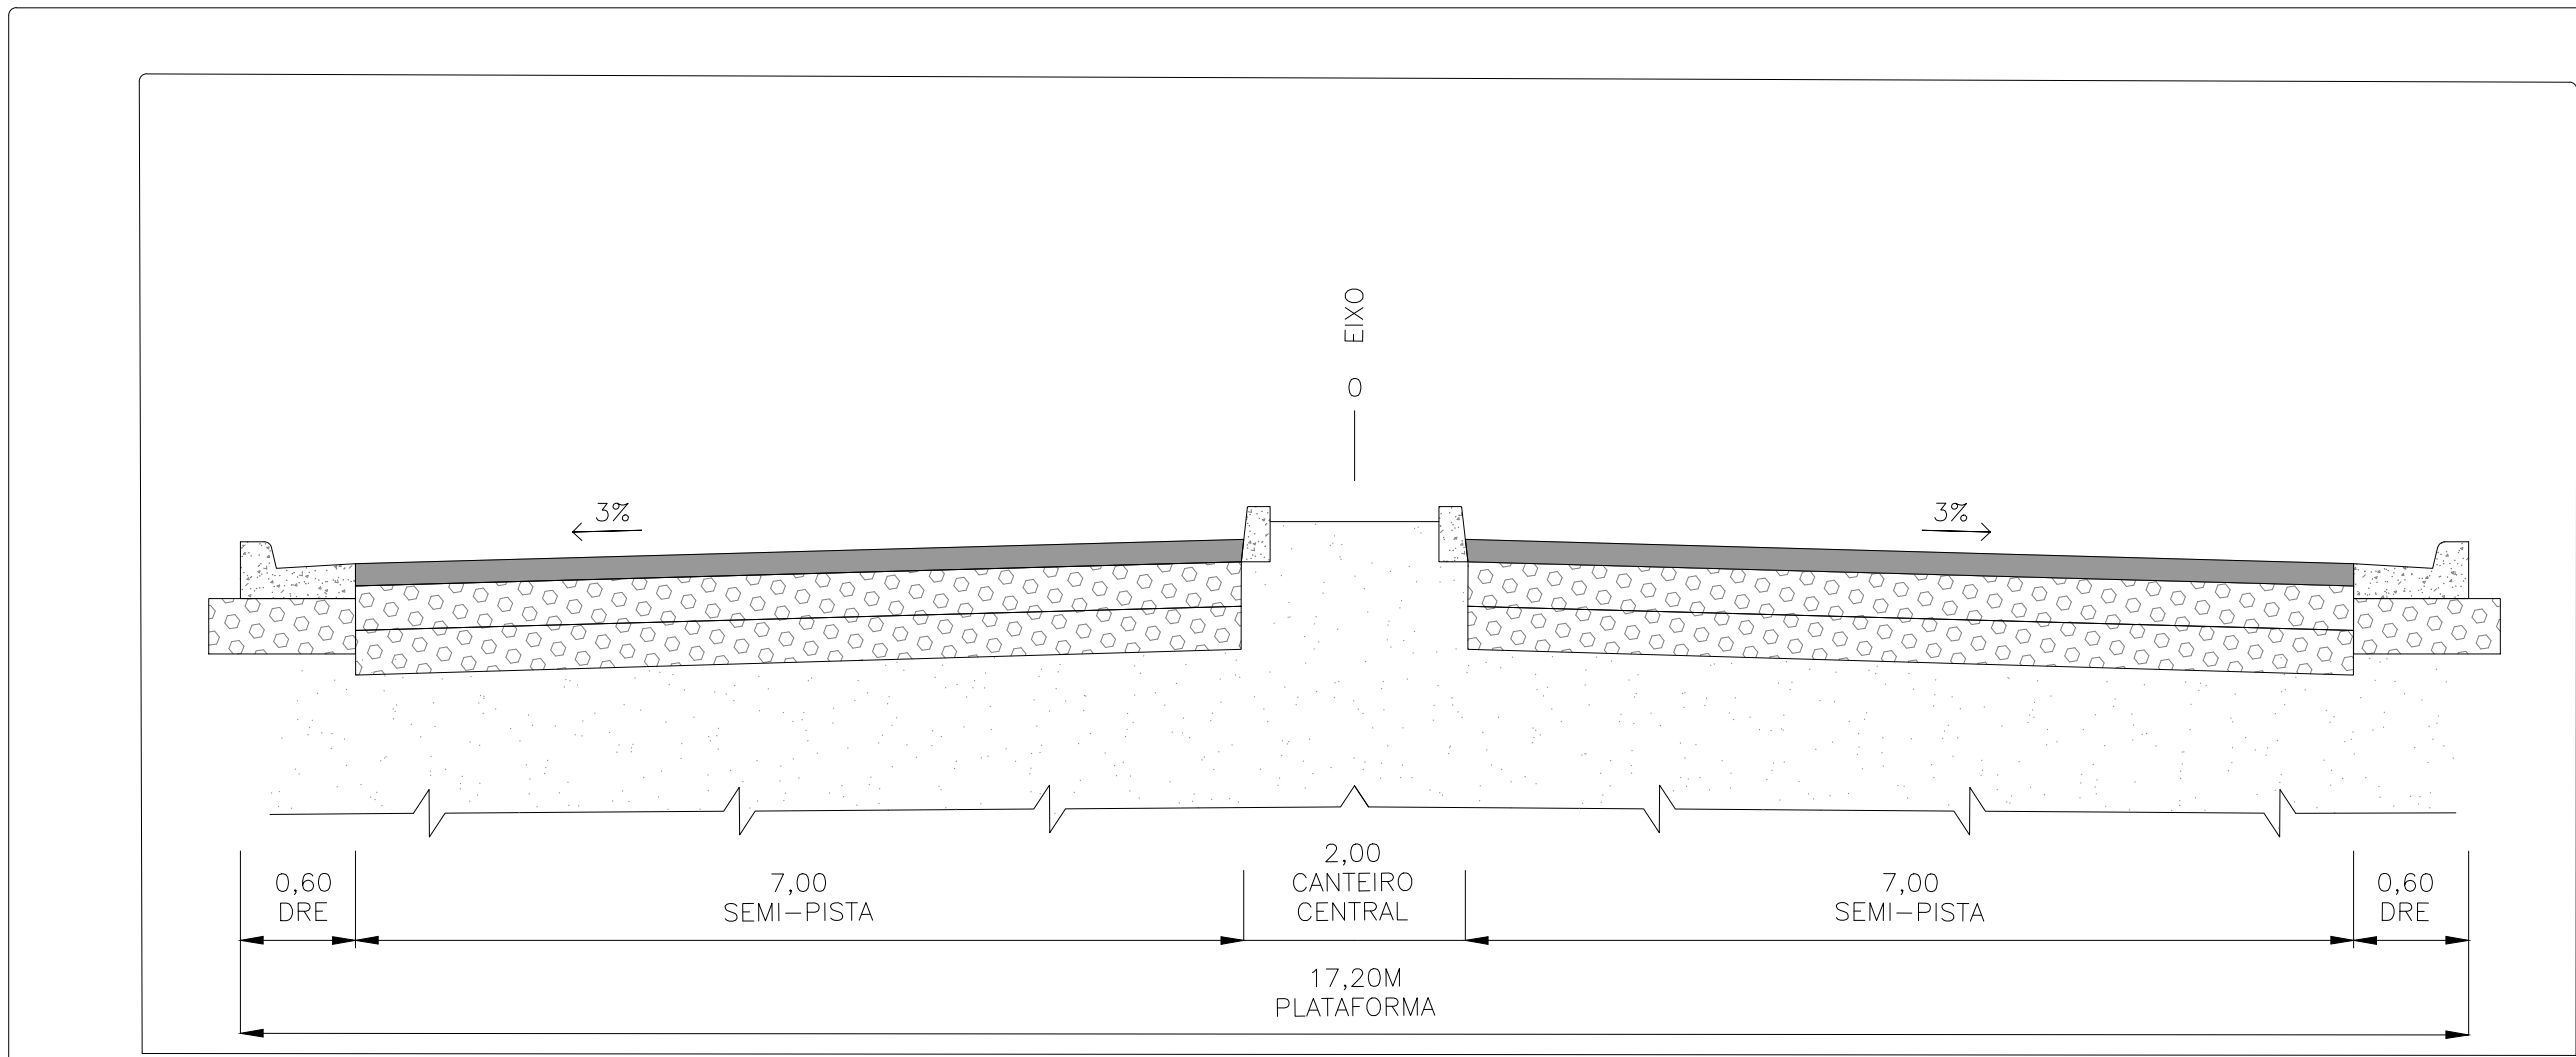 EIXO
0
3%
3%
0,60
DRE
7,00
SEMI-PISTA
2,00
CANTEIRO
CENTRAL
7,00
SEMI-PISTA
0,60
DRE
17,20M
PLATAFORMA